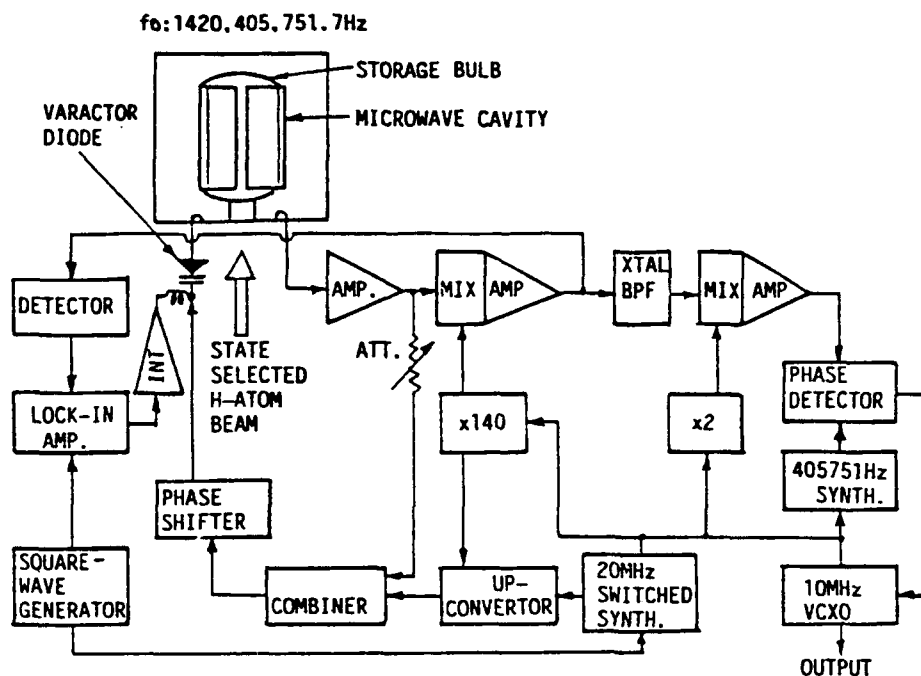 fo:1420,405,751.7Hz
STORAGE BULB
MICROWAVE CAVITY
VARACTOR
DIODE
DETECTOR
INT
LOCK-IN
AMP.
STATE
SELECTED
H-ATOM
BEAM
AMP.
ATT.
MIX
AMP
XTAL
BPF
MIX
AMP
x140
x2
PHASE
DETECTOR
405751Hz
SYNTH.
PHASE
SHIFTER
SQUARE-
WAVE
GENERATOR
COMBINER
UP-
CONVERTOR
20MHz
SWITCHED
SYNTH.
10MHz
VCXO
OUTPUT